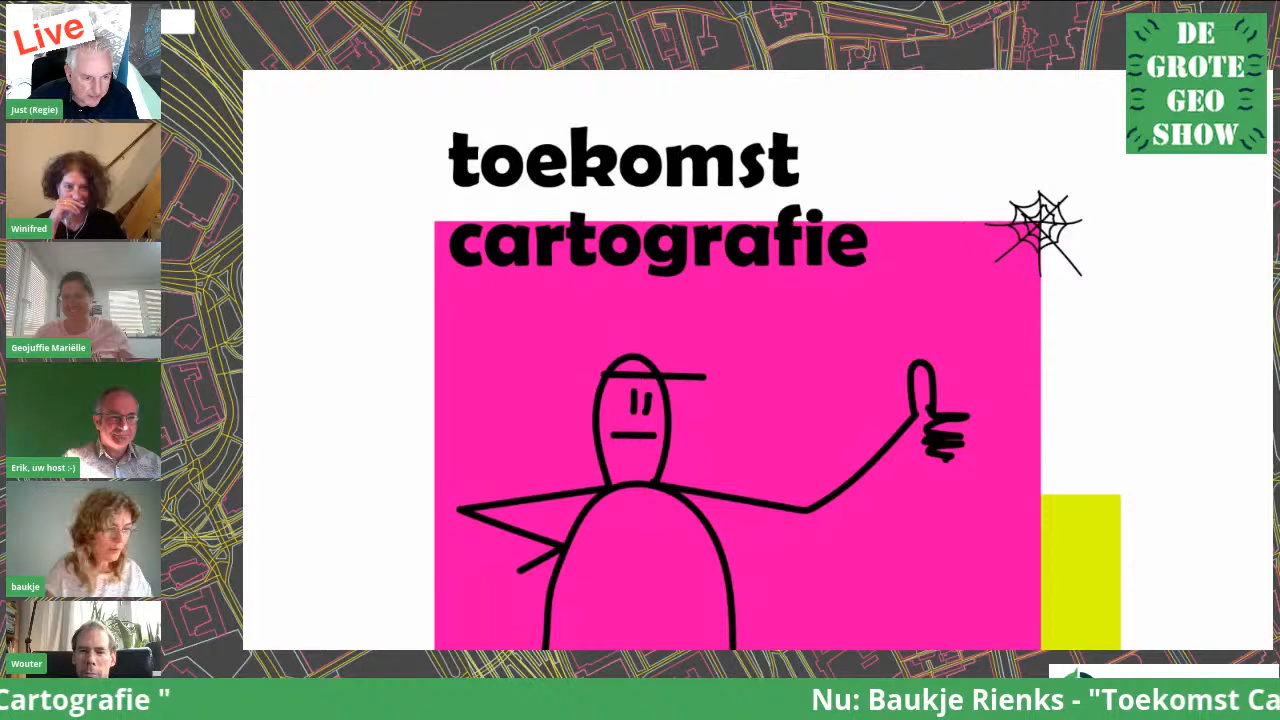 Live
Just (Regie)
Winifred
Geojuffie Mariëlle
Erik, uw host :-)
baukje
Wouter
toekomst
cartografie
DE
GROTE
GEO
SHOW
Cartografie "
Nu: Baukje Rienks - "Toekomst Ca